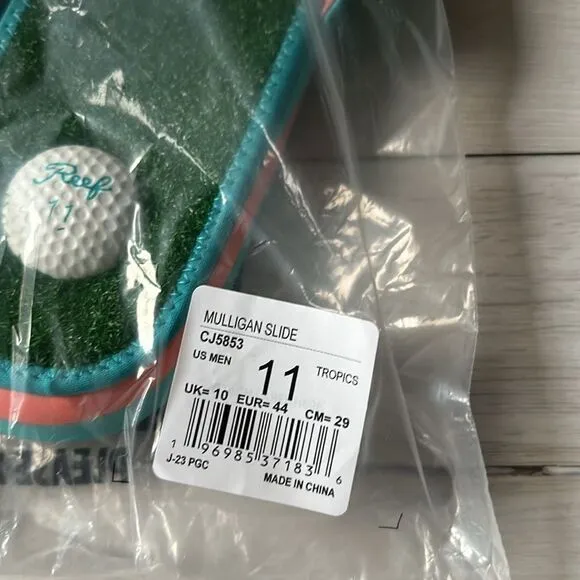 Reef
11
MULLIGAN SLIDE
CJ5853
US MEN 11 TROPICS
UK= 10 EUR= 44 CM= 29
1 96985 37183 6
J-23 PGC
MADE IN CHINA